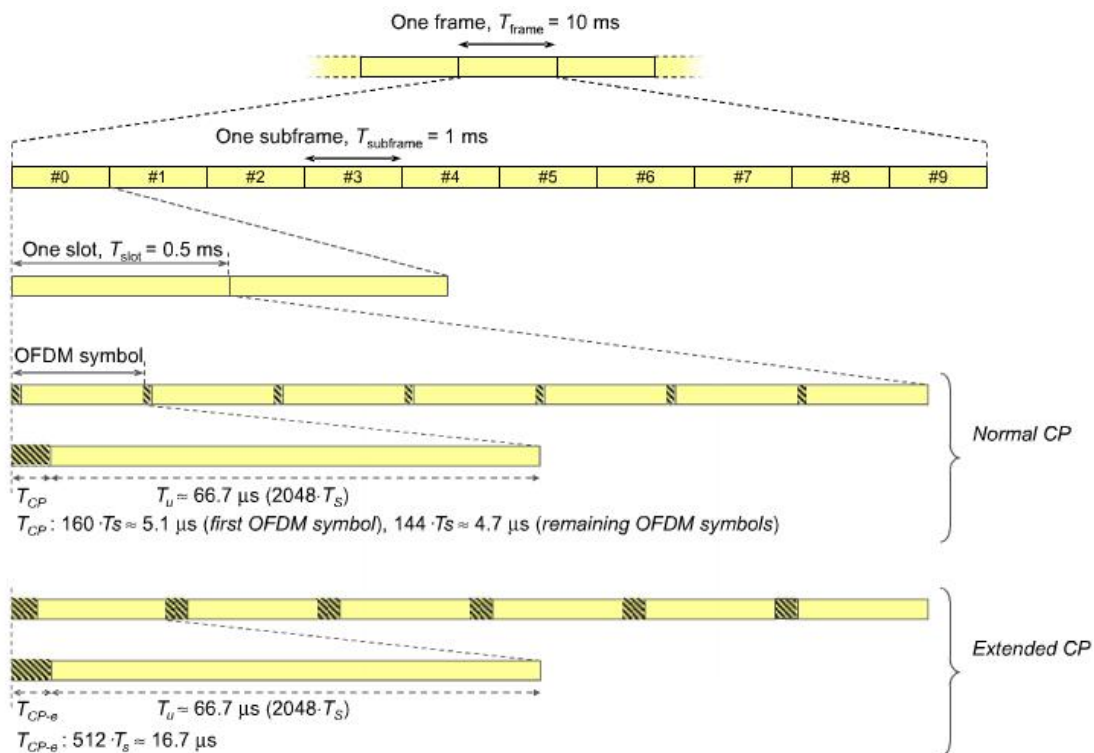 One frame, T_frame = 10 ms
One subframe, T_subframe = 1 ms
#0 #1 #2 #3 #4 #5 #6 #7 #8 #9
One slot, T_slot = 0.5 ms
OFDM symbol
Normal CP
T_CP T_u ≈ 66.7 μs (2048·T_S)
T_CP : 160 ·Ts ≈ 5.1 μs (first OFDM symbol), 144 ·Ts ≈ 4.7 μs (remaining OFDM symbols)
Extended CP
T_CP-e T_u ≈ 66.7 μs (2048·T_S)
T_CP-e : 512 ·T_s ≈ 16.7 μs